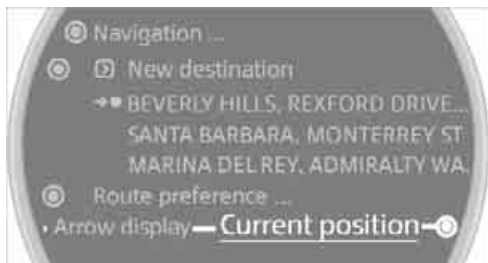 Navigation ...
New destination
BEVERLY HILLS, REXFORD DRIVE...
SANTA BARBARA, MONTERREY ST
MARINA DEL REY, ADMIRALTY WA.
Route preference ...
Arrow display Current position